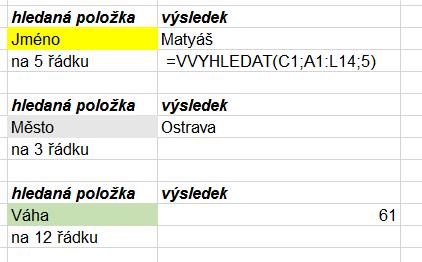 hledaná položka výsledek
Jméno Matyáš
na 5 řádku =VVYHLEDAT(C1;A1:L14;5)
hledaná položka výsledek
Město Ostrava
na 3 řádku
hledaná položka výsledek
Váha 61
na 12 řádku